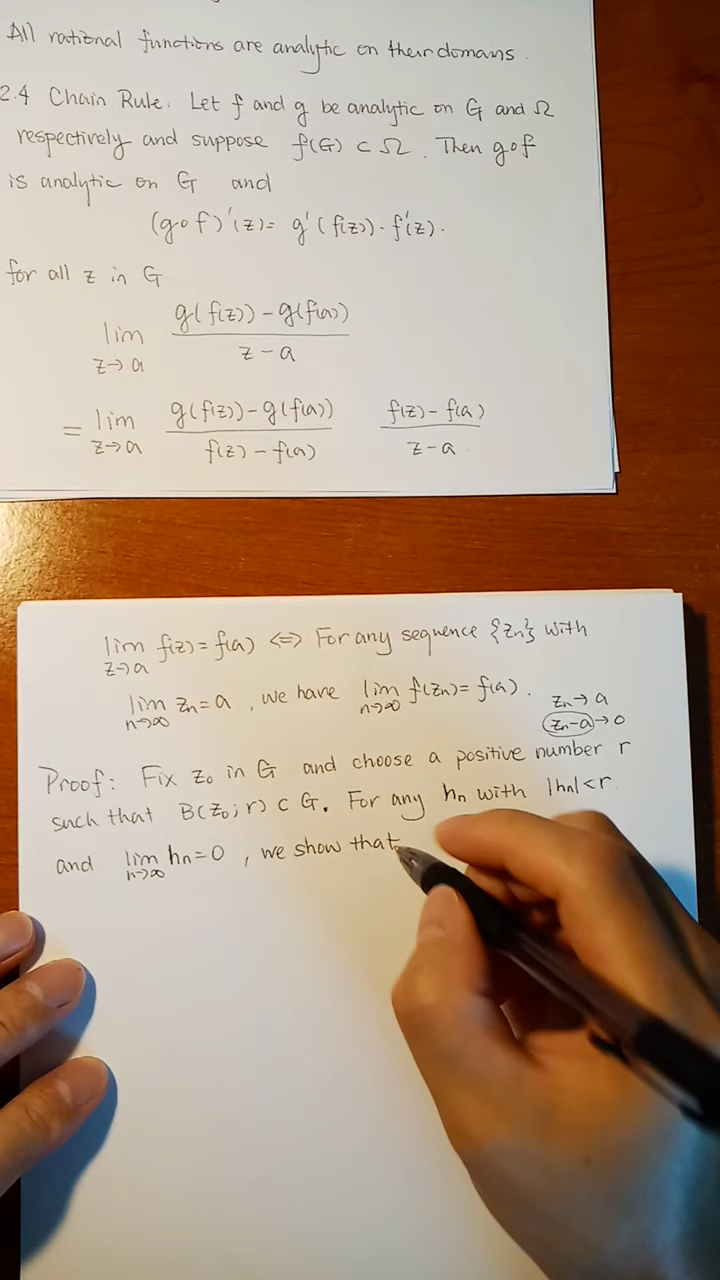 All rational functions are analytic on their domains.
2.4 Chain Rule. Let f and g be analytic on G and Ω
respectively and suppose f(G) ⊂ Ω. Then g∘f
is analytic on G and
(g∘f)'(z) = g'(f(z)) · f'(z).
for all z in G
lim z→a g(f(z)) - g(f(a)) / z - a
= lim z→a g(f(z)) - g(f(a)) / f(z) - f(a) f(z) - f(a) / z - a
lim z→a f(z) = f(a) ⟺ For any sequence {zn} with
lim n→∞ zn = a, we have lim n→∞ f(zn) = f(a).
zn → a
zn - a → 0
Proof: Fix z0 in G and choose a positive number r
such that B(z0; r) ⊂ G. For any hn with |hn| < r
and lim n→∞ hn = 0, we show that